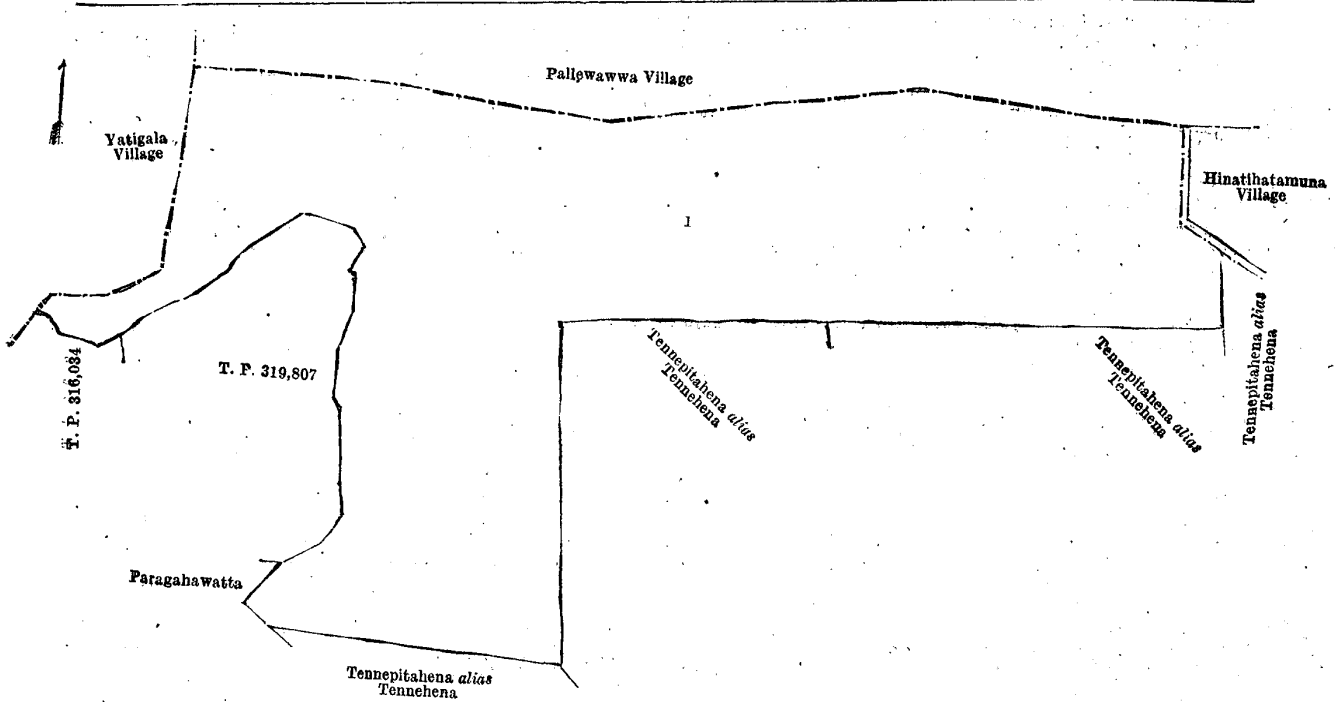 Pallewawwa Village
Yatigala
Village
Hinatihatamuna
Village
1
T. P. 316,034
T. P. 319,807
Tennepitahena alias
Tennehena
Tennepitahena alias
Tennehena
Tennepitahena alias
Tennehena
Paragahawatta
Tennepitahena alias
Tennehena